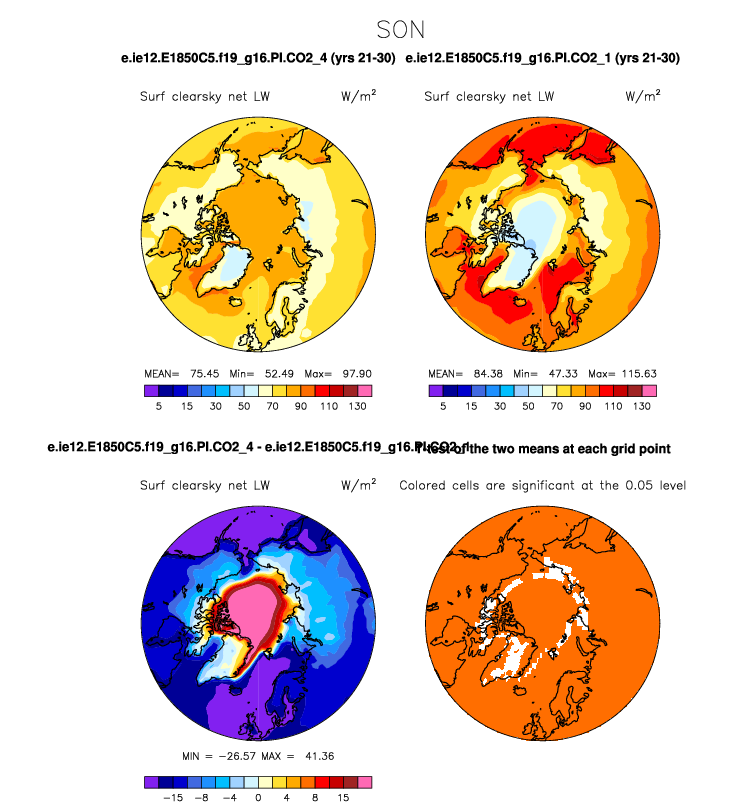 SON
e.ie12.E1850C5.f19_g16.PI.CO2_4 (yrs 21-30) e.ie12.E1850C5.f19_g16.PI.CO2_1 (yrs 21-30)
Surf clearsky net LW W/m² Surf clearsky net LW W/m²
MEAN= 75.45 Min= 52.49 Max= 97.90 MEAN= 84.38 Min= 47.33 Max= 115.63
5 15 30 50 70 90 110 130 5 15 30 50 70 90 110 130
e.ie12.E1850C5.f19_g16.PI.CO2_4 - e.ie12.E1850C5.f19_g16.PI.CO2_1 T-test of the two means at each grid point
Surf clearsky net LW W/m² Colored cells are significant at the 0.05 level
MIN = -26.57 MAX = 41.36
-15 -8 -4 0 4 8 15